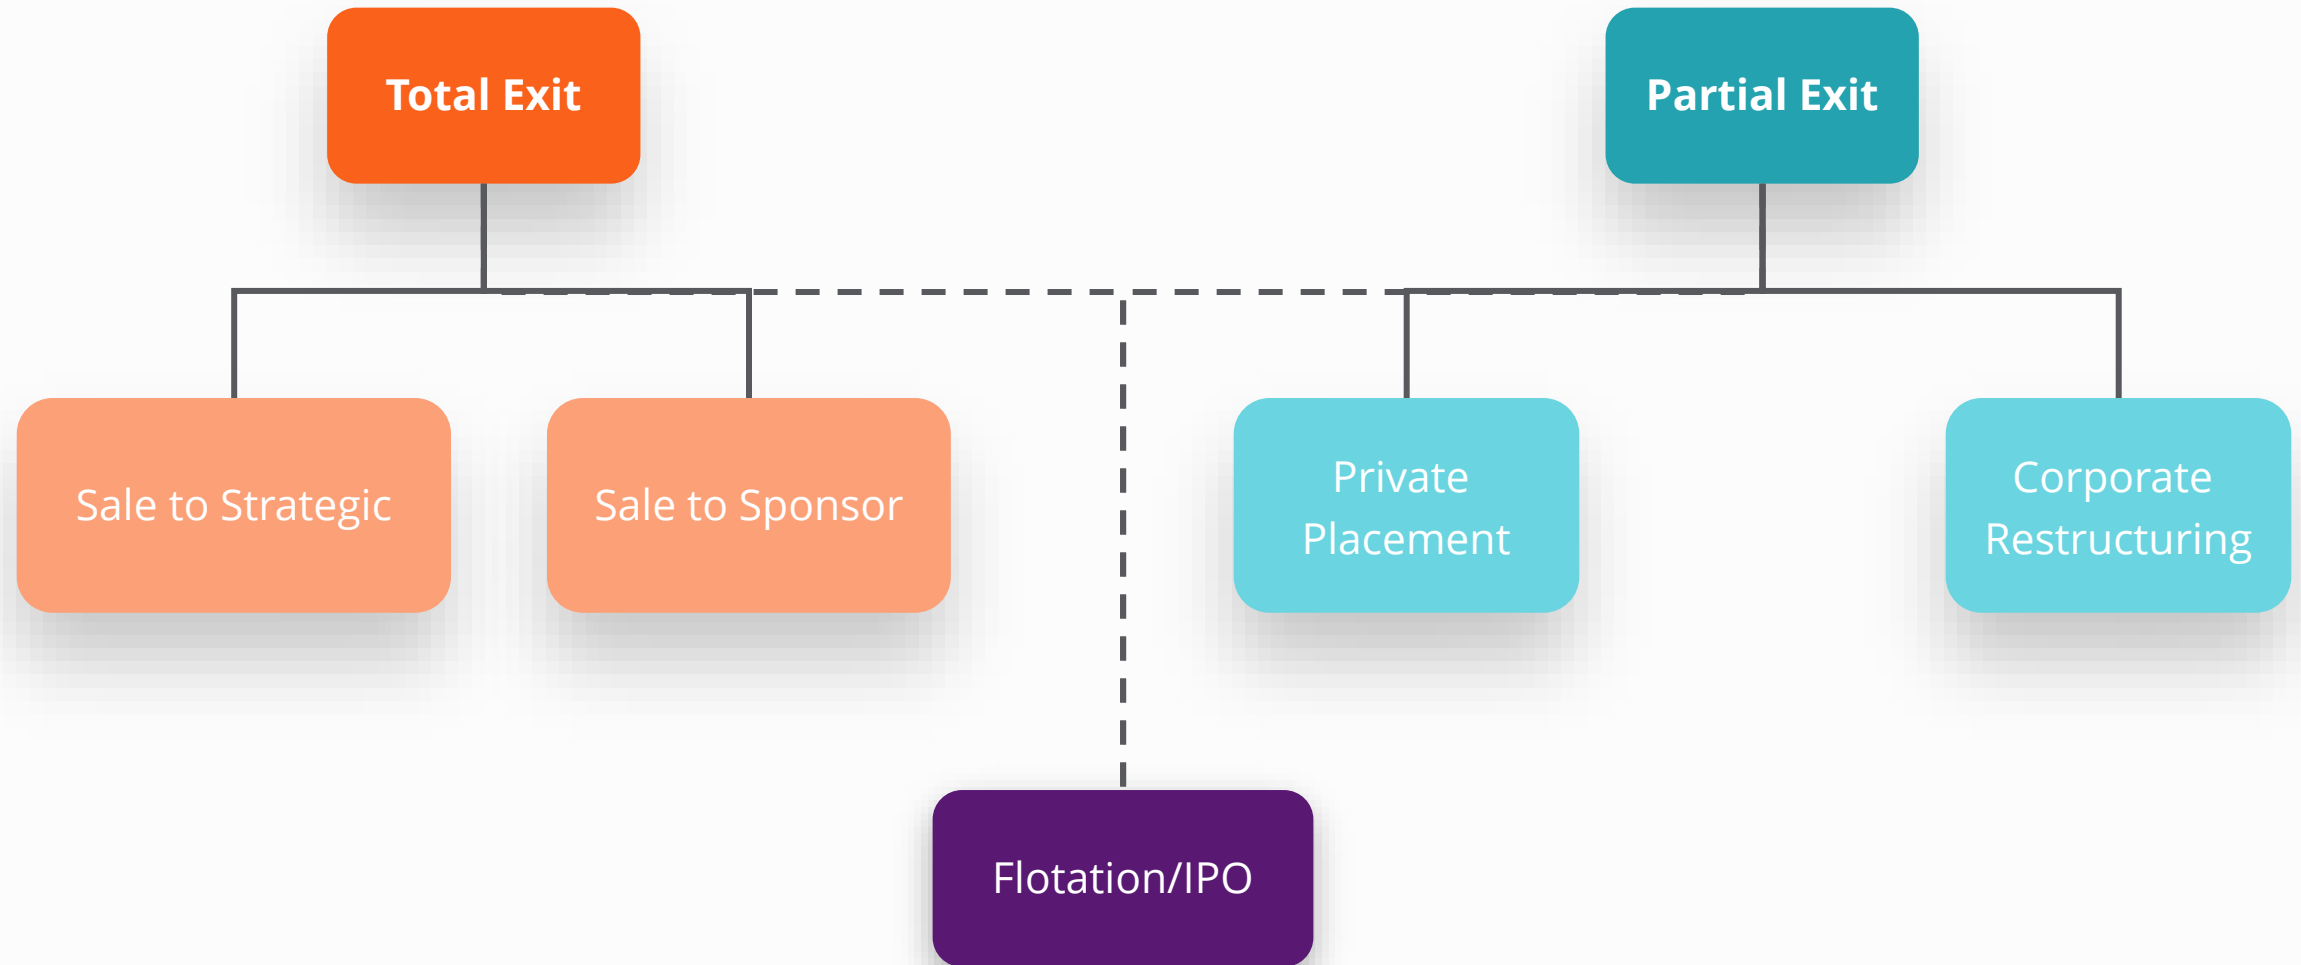 Total Exit
Partial Exit
Sale to Strategic
Sale to Sponsor
Private
Placement
Corporate
Restructuring
Flotation/IPO